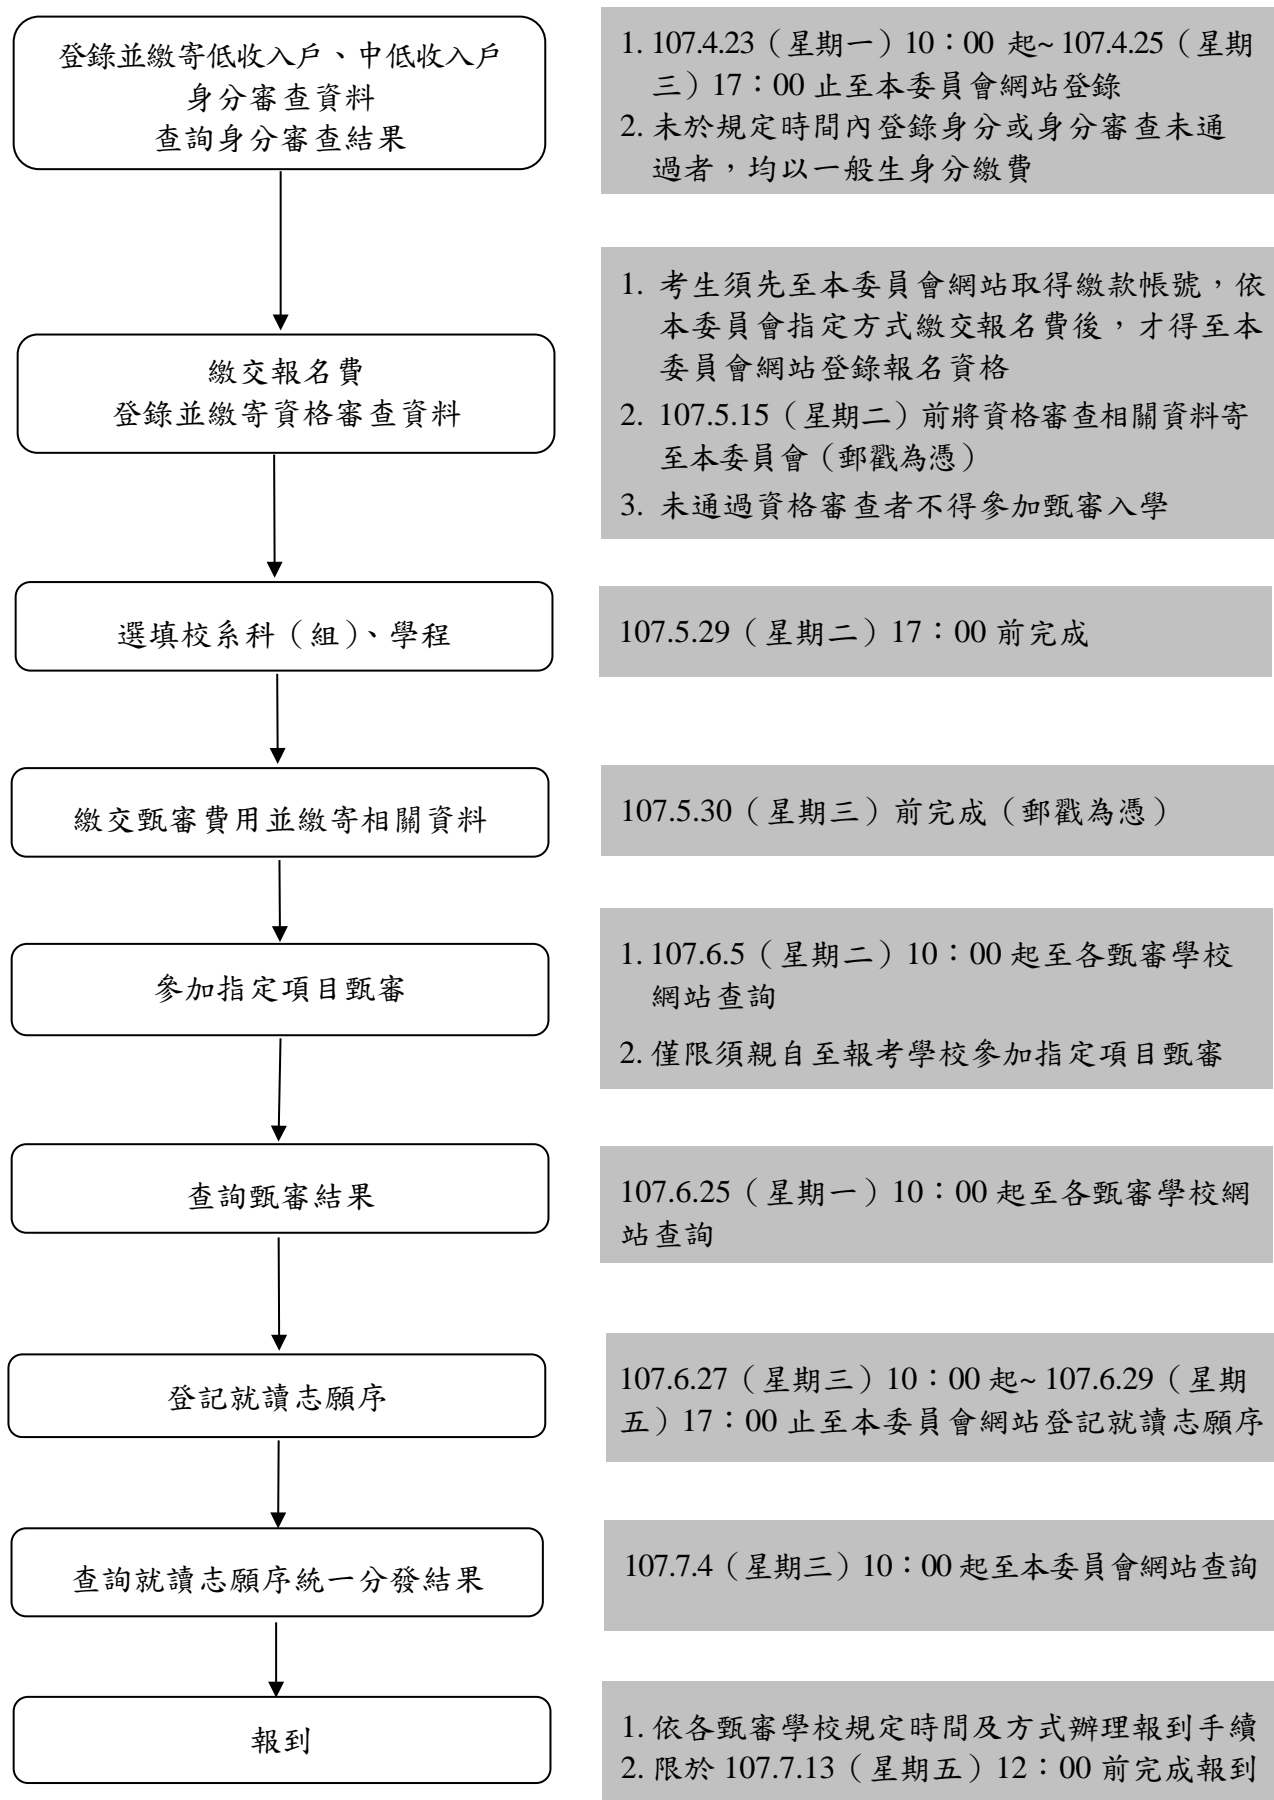 登錄並繳寄低收入戶、中低收入戶
身分審查資料
查詢身分審查結果
1. 107.4.23（星期一）10：00 起~ 107.4.25（星期
三）17：00 止至本委員會網站登錄
2. 未於規定時間內登錄身分或身分審查未通
過者，均以一般生身分繳費
繳交報名費
登錄並繳寄資格審查資料
1. 考生須先至本委員會網站取得繳款帳號，依
本委員會指定方式繳交報名費後，才得至本
委員會網站登錄報名資格
2. 107.5.15（星期二）前將資格審查相關資料寄
至本委員會（郵戳為憑）
3. 未通過資格審查者不得參加甄審入學
選填校系科（組）、學程
107.5.29（星期二）17：00 前完成
繳交甄審費用並繳寄相關資料
107.5.30（星期三）前完成（郵戳為憑）
參加指定項目甄審
1. 107.6.5（星期二）10：00 起至各甄審學校
網站查詢
2. 僅限須親自至報考學校參加指定項目甄審
查詢甄審結果
107.6.25（星期一）10：00 起至各甄審學校網
站查詢
登記就讀志願序
107.6.27（星期三）10：00 起~ 107.6.29（星期
五）17：00 止至本委員會網站登記就讀志願序
查詢就讀志願序統一分發結果
107.7.4（星期三）10：00 起至本委員會網站查詢
報到
1. 依各甄審學校規定時間及方式辦理報到手續
2. 限於 107.7.13（星期五）12：00 前完成報到